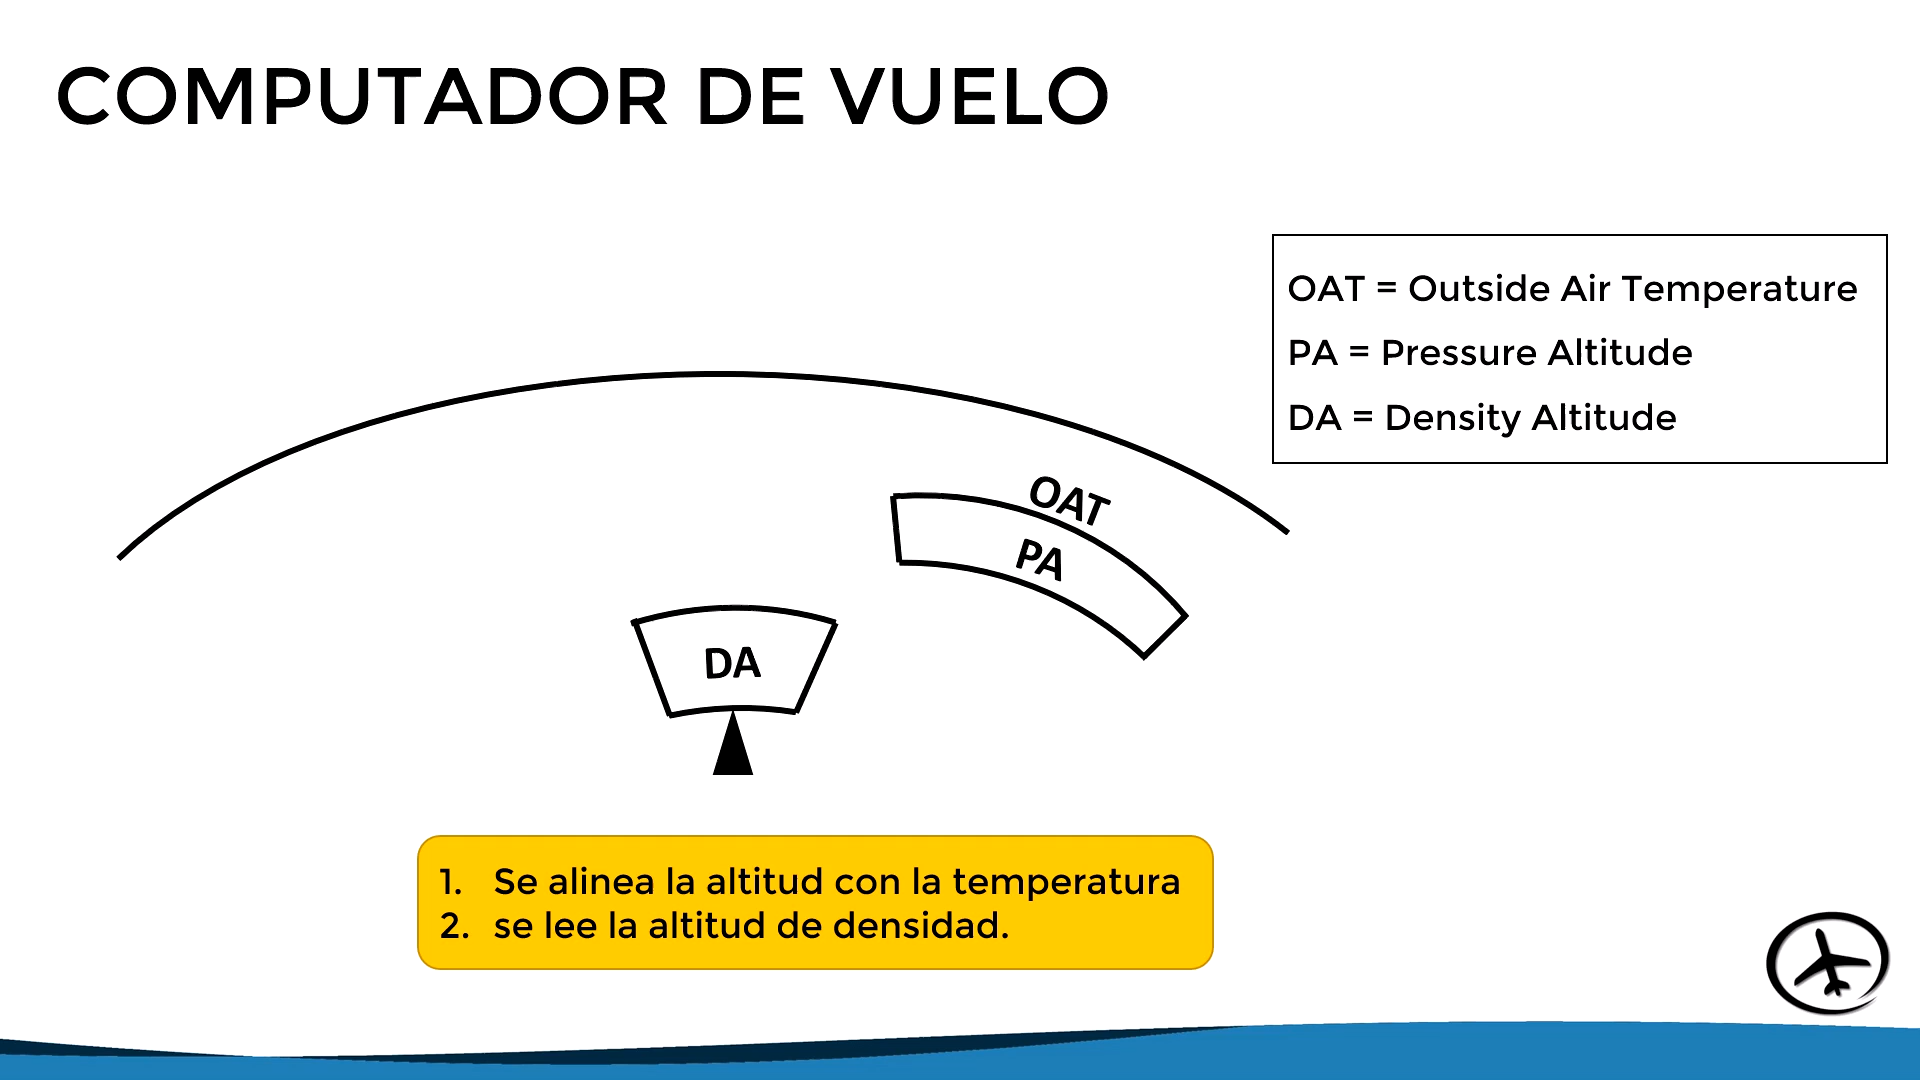 COMPUTADOR DE VUELO
OAT = Outside Air Temperature
PA = Pressure Altitude
DA = Density Altitude
OAT
PA
DA
1. Se alinea la altitud con la temperatura
2. se lee la altitud de densidad.